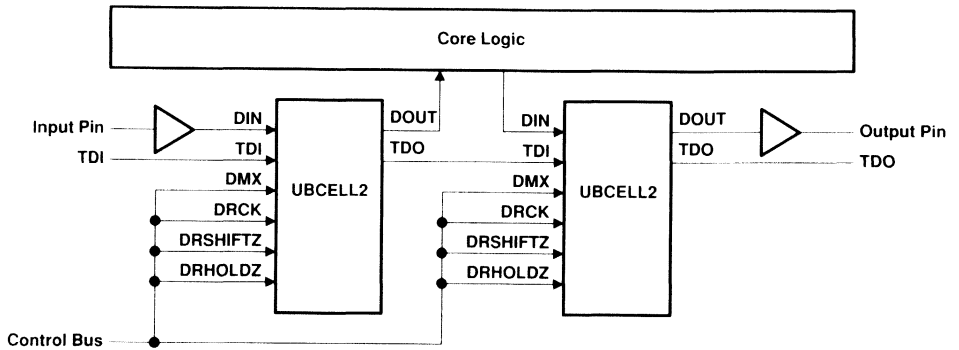 Core Logic
Input Pin DIN DOUT DIN DOUT Output Pin
TDI TDI TDO TDI TDO TDO
DMX UBCELL2 DMX UBCELL2
DRCK DRCK
DRSHIFTZ DRSHIFTZ
DRHOLDZ DRHOLDZ
Control Bus